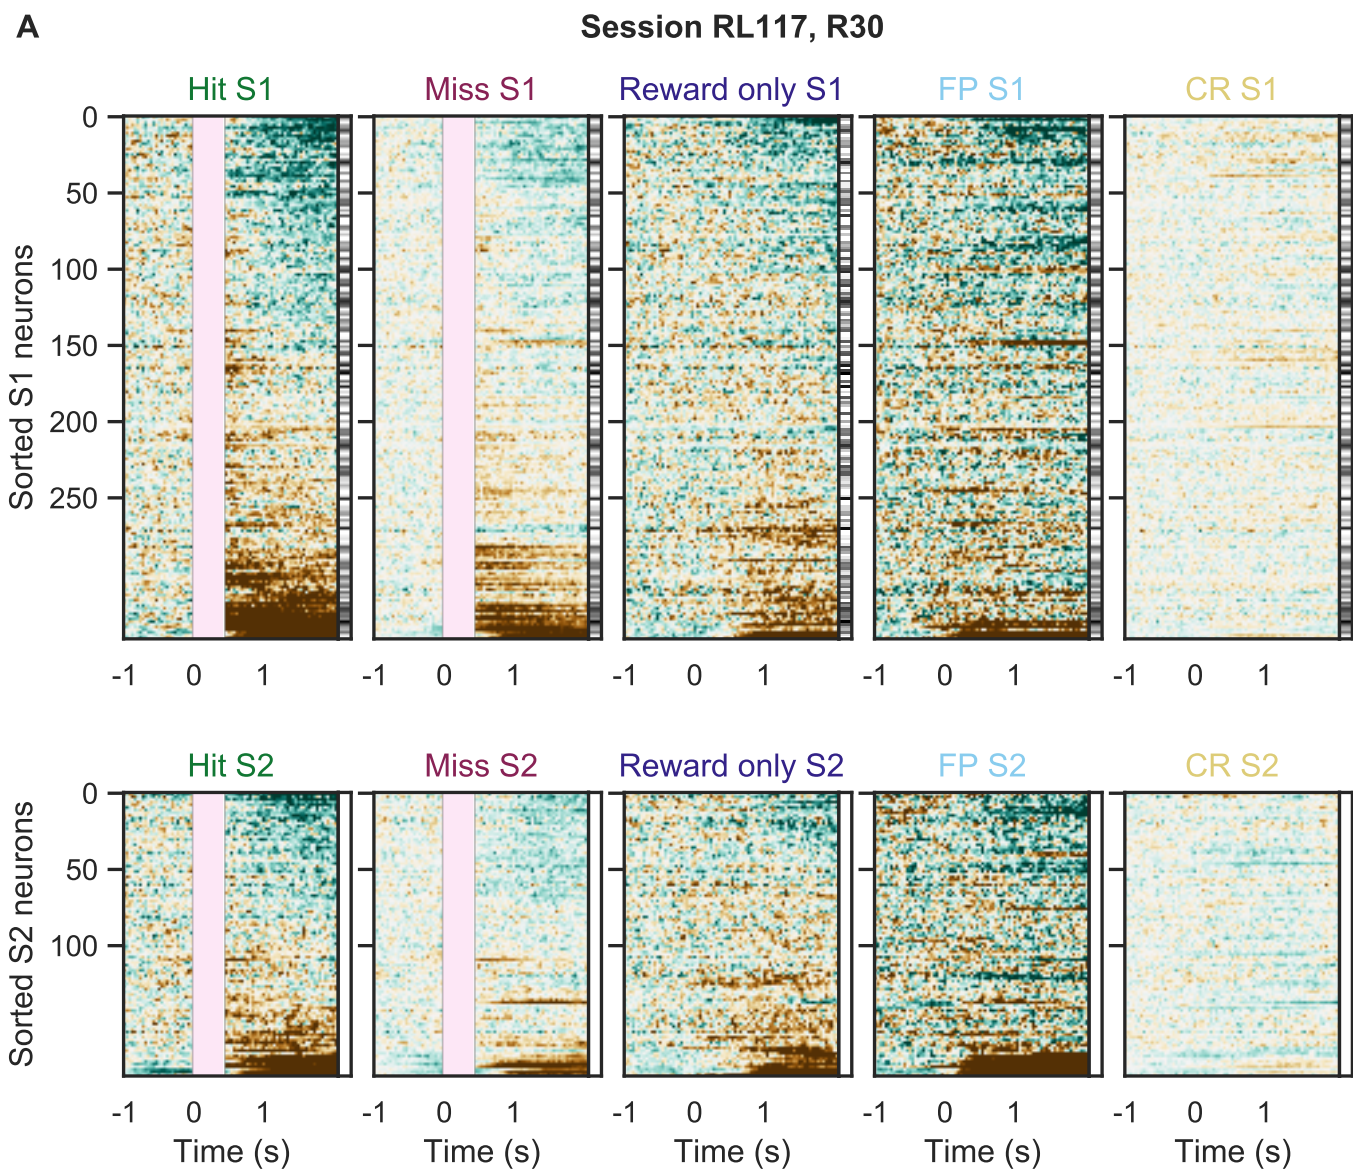 A
Session RL117, R30
Hit S1 Miss S1 Reward only S1 FP S1 CR S1
Sorted S1 neurons
0
50
100
150
200
250
-1 0 1 -1 0 1 -1 0 1 -1 0 1 -1 0 1
Hit S2 Miss S2 Reward only S2 FP S2 CR S2
Sorted S2 neurons
0
50
100
-1 0 1 -1 0 1 -1 0 1 -1 0 1 -1 0 1
Time (s) Time (s) Time (s) Time (s) Time (s)